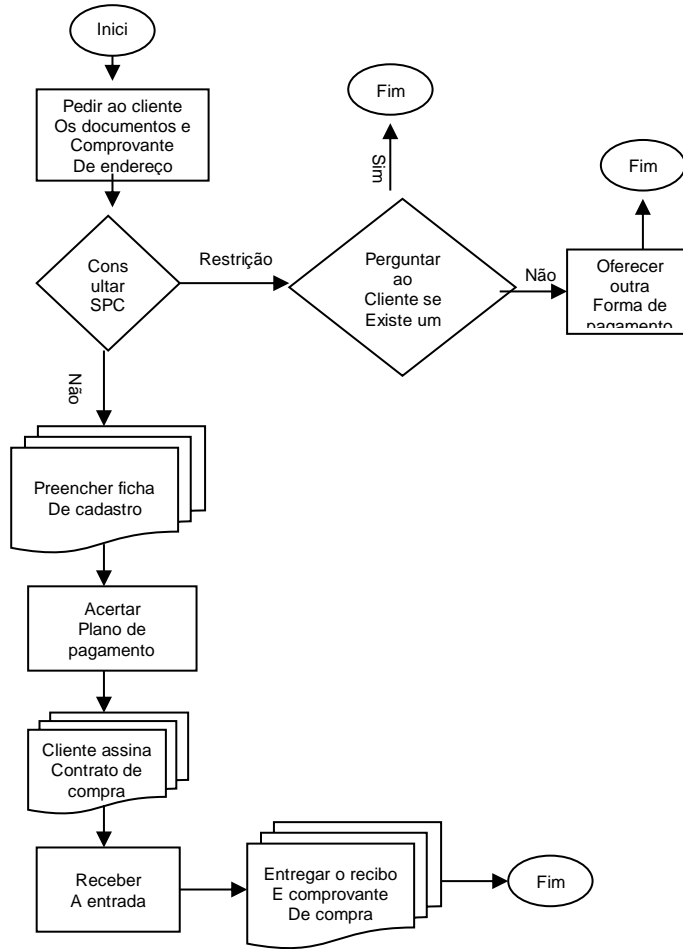 Inici
Pedir ao cliente
Os documentos e
Comprovante
De endereço
Cons
ultar
SPC
Restrição
Perguntar
ao
Cliente se
Existe um
Sim
Fim
Não
Oferecer
outra
Forma de
pagamento
Fim
Não
Preencher ficha
De cadastro
Acertar
Plano de
pagamento
Cliente assina
Contrato de
compra
Receber
A entrada
Entregar o recibo
E comprovante
De compra
Fim